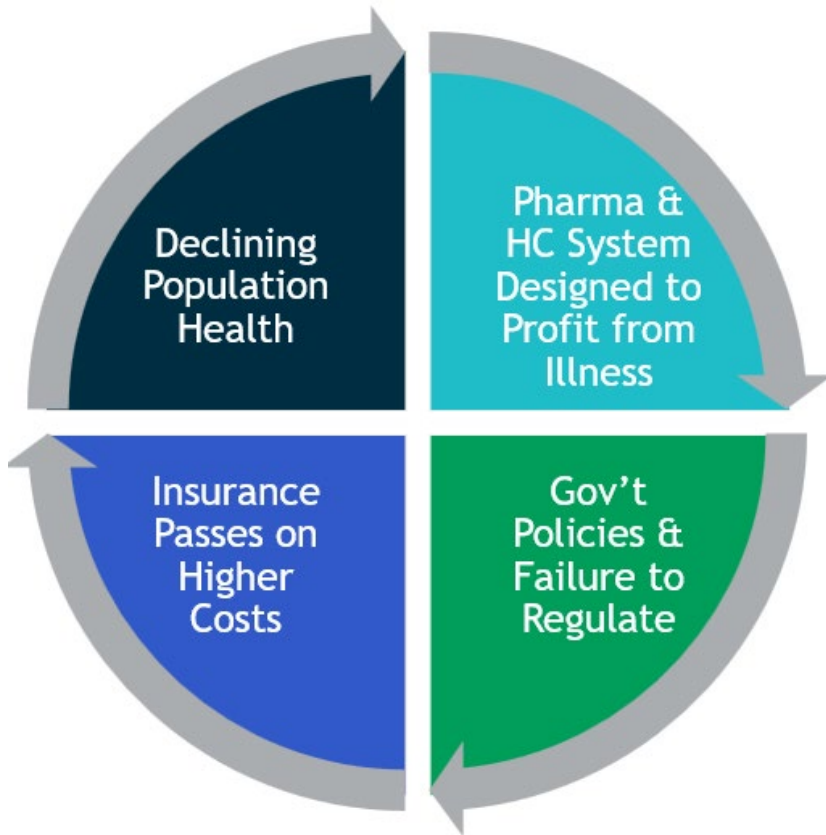 Declining
Population
Health
Pharma &
HC System
Designed to
Profit from
Illness
Insurance
Passes on
Higher
Costs
Gov’t
Policies &
Failure to
Regulate